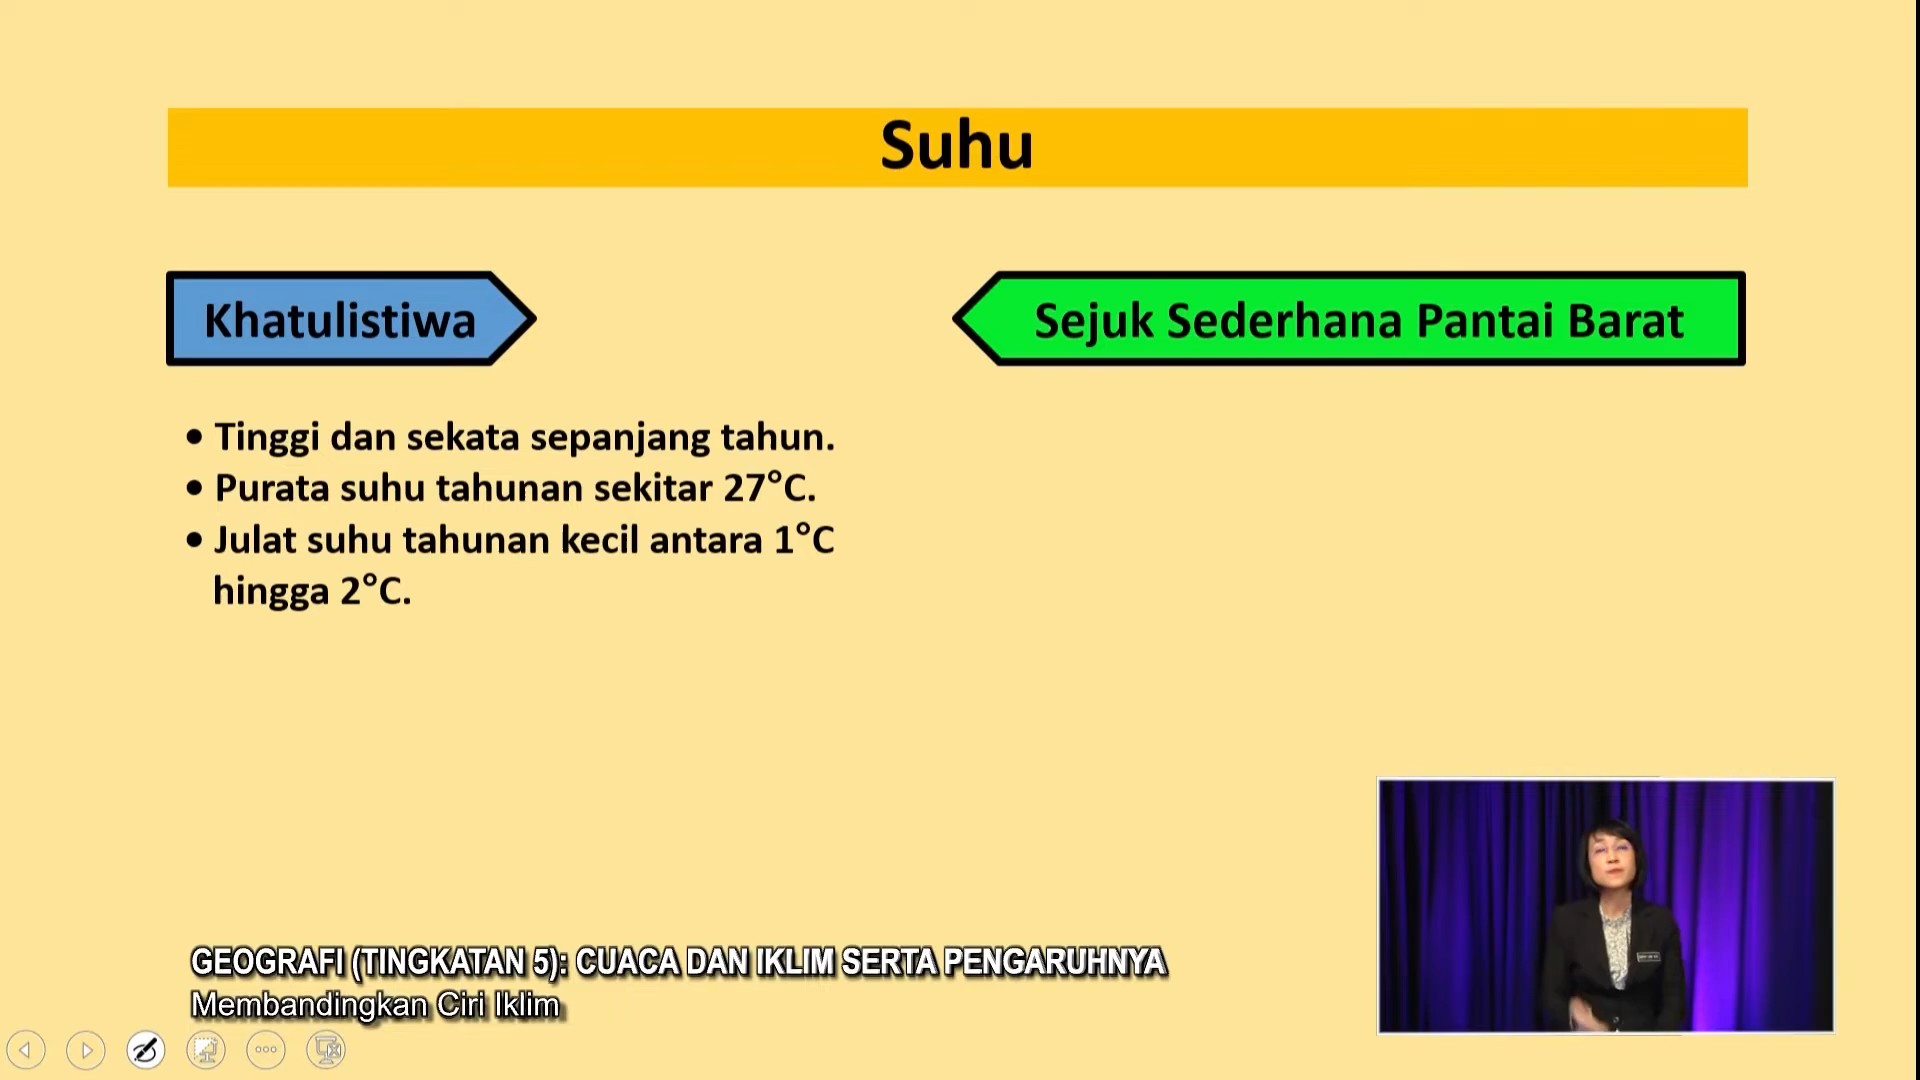 Suhu
Khatulistiwa
Sejuk Sederhana Pantai Barat
• Tinggi dan sekata sepanjang tahun.
• Purata suhu tahunan sekitar 27°C.
• Julat suhu tahunan kecil antara 1°C
hingga 2°C.
GEOGRAFI (TINGKATAN 5): CUACA DAN IKLIM SERTA PENGARUHNYA
Membandingkan Ciri Iklim